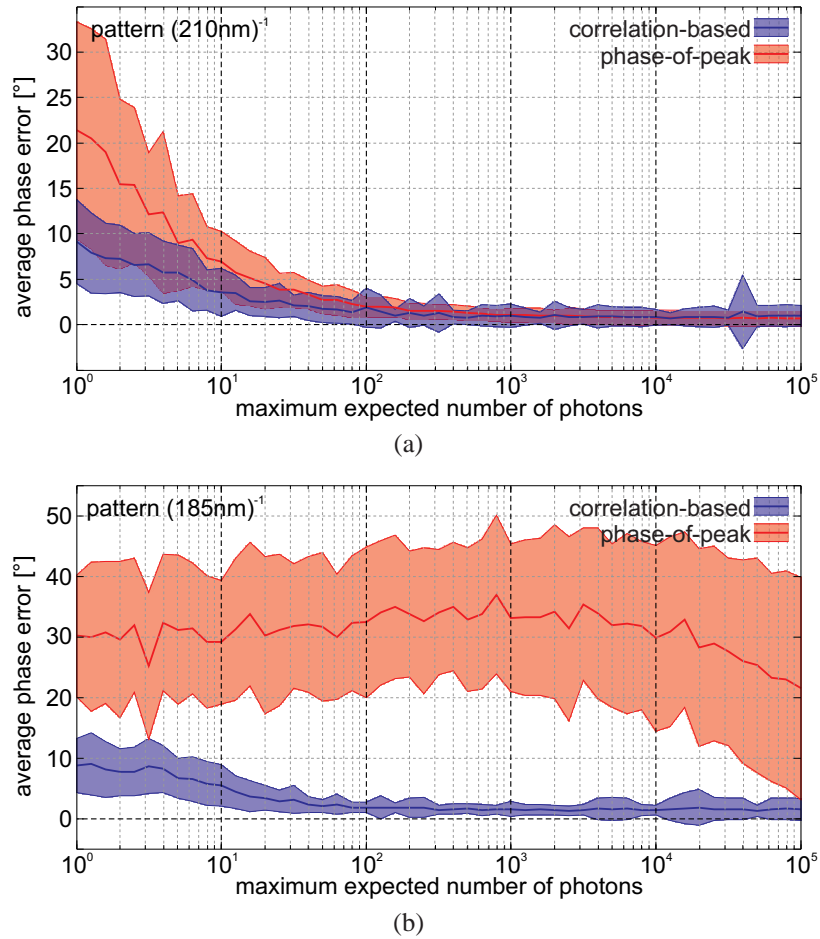 pattern (210nm)⁻¹
correlation-based
phase-of-peak
average phase error [°]
35
30
25
20
15
10
5
0
10⁰
10¹
10²
10³
10⁴
10⁵
maximum expected number of photons
(a)
pattern (185nm)⁻¹
correlation-based
phase-of-peak
average phase error [°]
50
40
30
20
10
0
10⁰
10¹
10²
10³
10⁴
10⁵
maximum expected number of photons
(b)